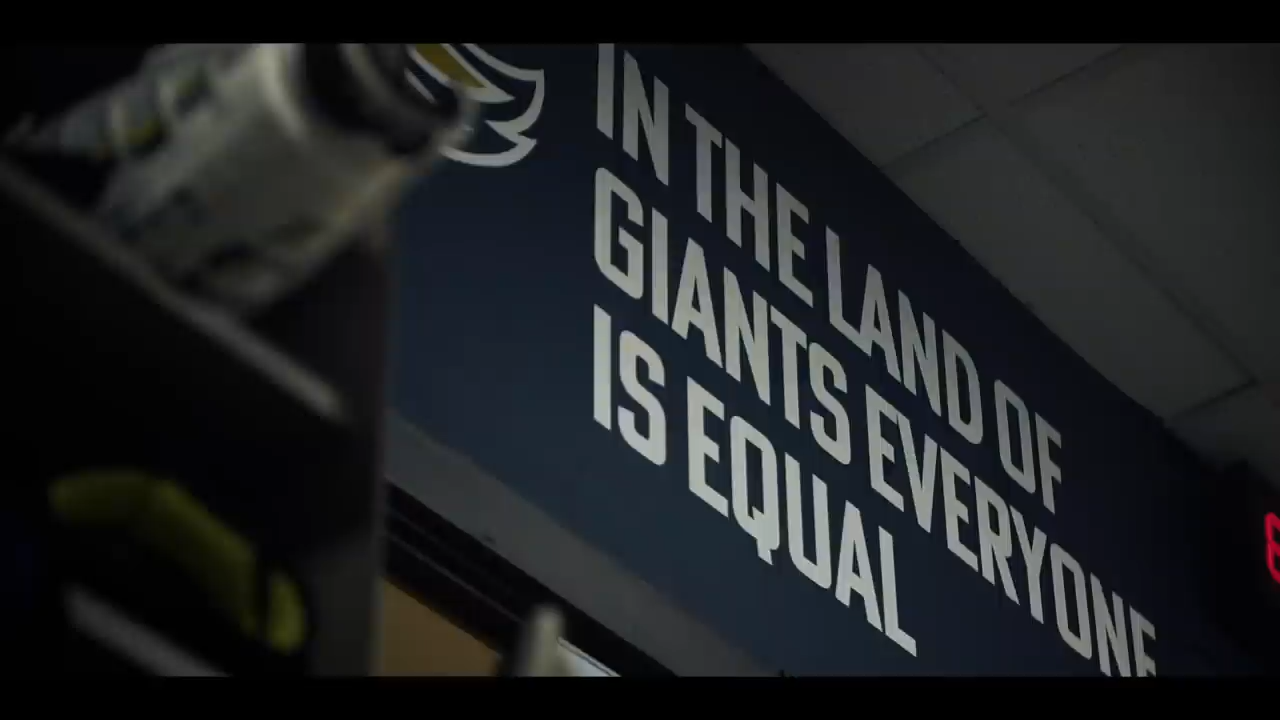 IN THE LAND OF
GIANTS EVERYONE
IS EQUAL